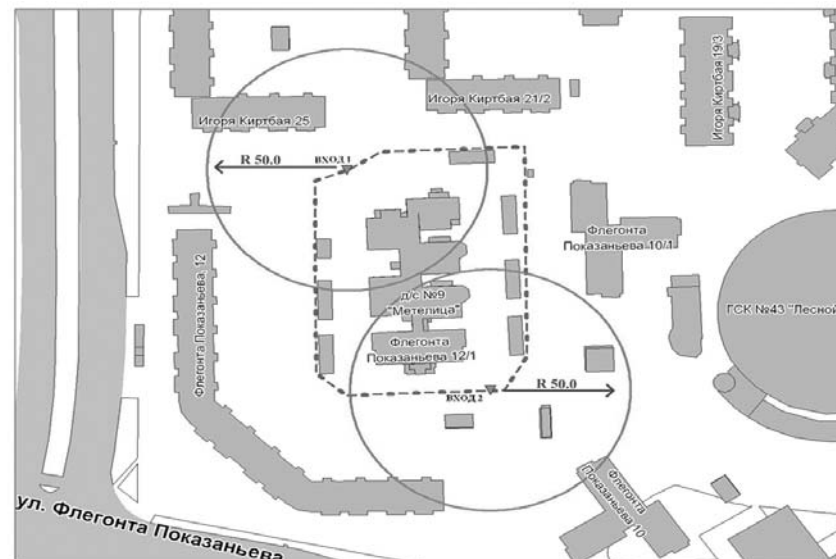 Игоря Киртбая 25
Игоря Киртбая 21/2
Игоря Киртбая 19/3
R 50.0
ВХОД 1
Флегонта
Показаньева 10/1
Флегонта Показаньева, 12
д/с №9
"Метелица"
Флегонта
Показаньева 12/1
ГСК №43 "Лесной
R 50.0
ВХОД 2
Флегонта
Показаньева 10
ул. Флегонта Показаньева